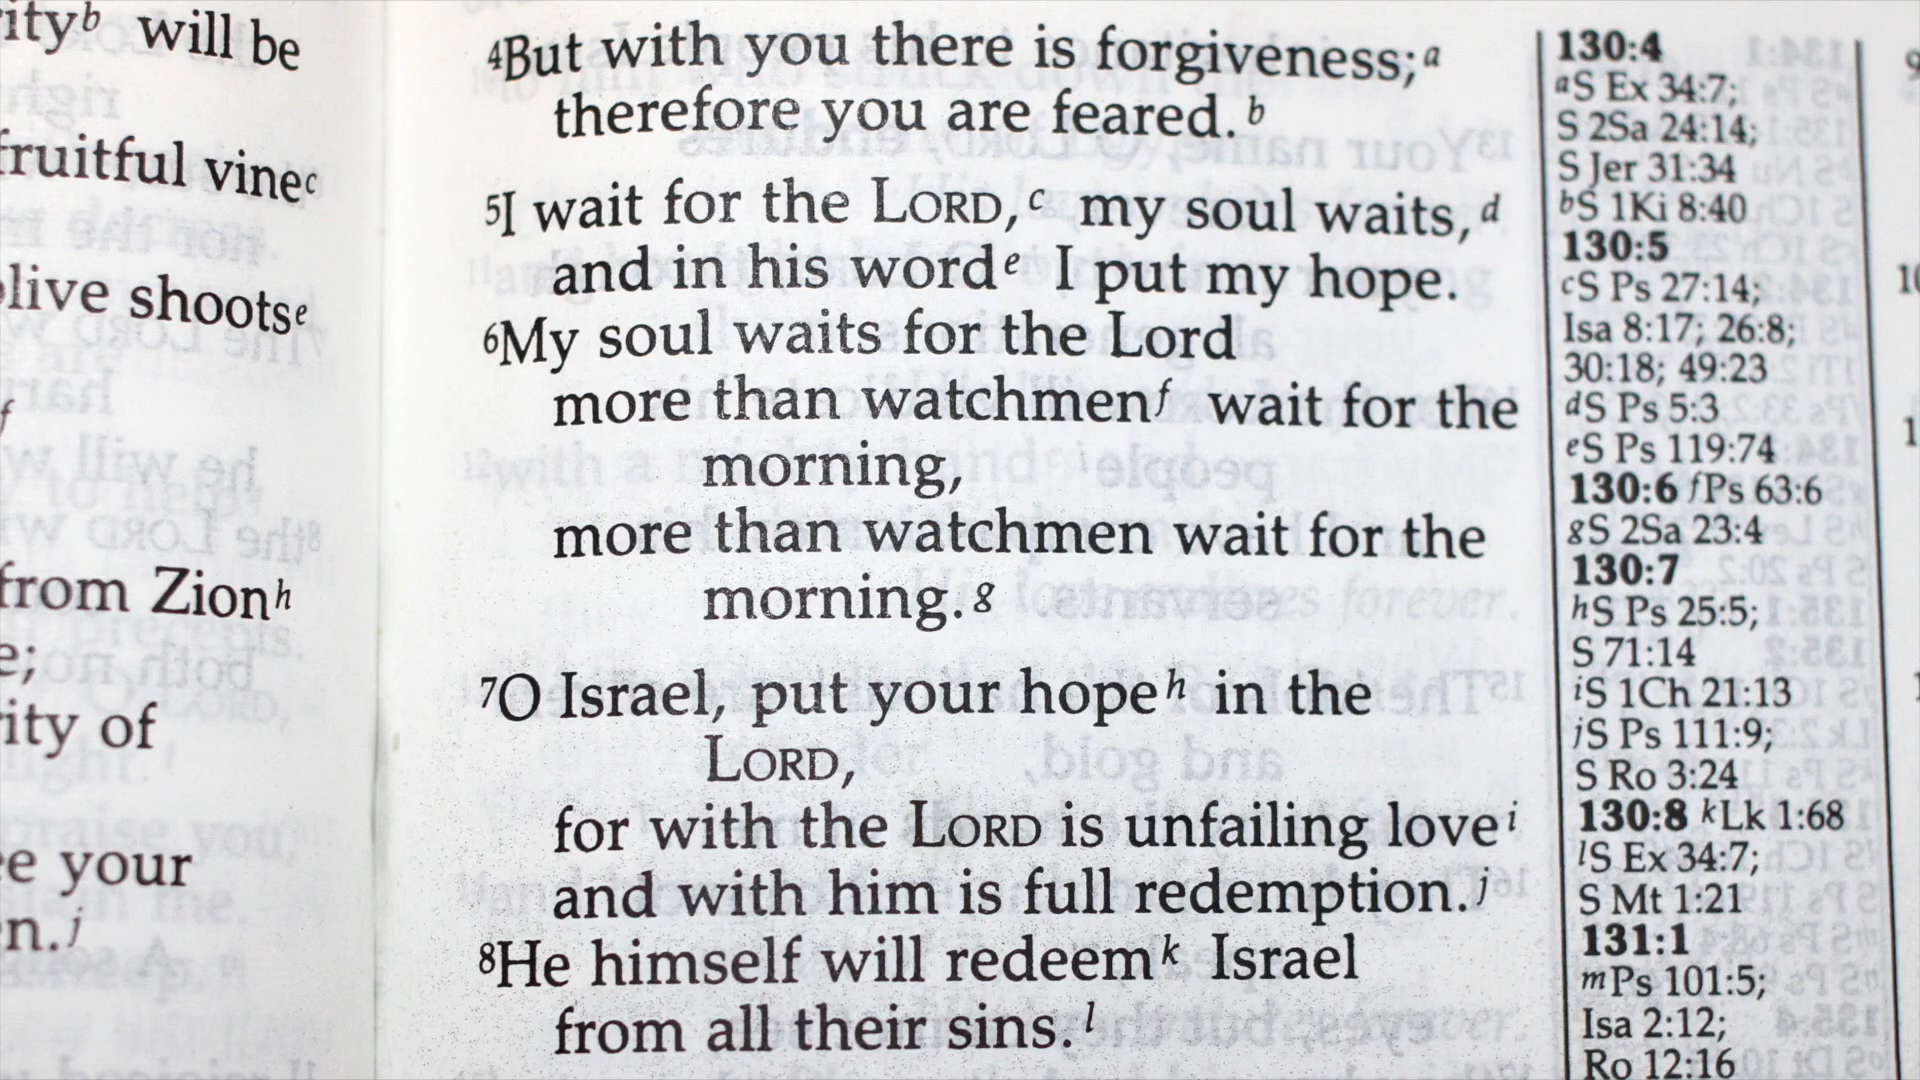 ityb will be
fruitful vinec
olive shootse
f
from Zionh
e;
ity of
e your
n.j
4But with you there is forgiveness;a
therefore you are feared.b
5I wait for the LORD,c my soul waits,d
and in his worde I put my hope.
6My soul waits for the Lord
more than watchmenf wait for the
morning,
more than watchmen wait for the
morning.g
7O Israel, put your hopeh in the
LORD,
for with the LORD is unfailing lovei
and with him is full redemption.j
8He himself will redeemk Israel
from all their sins.l
130:4
aS Ex 34:7;
S 2Sa 24:14;
S Jer 31:34
bS 1Ki 8:40
130:5
cS Ps 27:14;
Isa 8:17; 26:8;
30:18; 49:23
dS Ps 5:3
eS Ps 119:74
130:6 fPs 63:6
gS 2Sa 23:4
130:7
hS Ps 25:5;
S 71:14
iS 1Ch 21:13
jS Ps 111:9;
S Ro 3:24
130:8 kLk 1:68
lS Ex 34:7;
S Mt 1:21
131:1
mPs 101:5;
Isa 2:12;
Ro 12:16